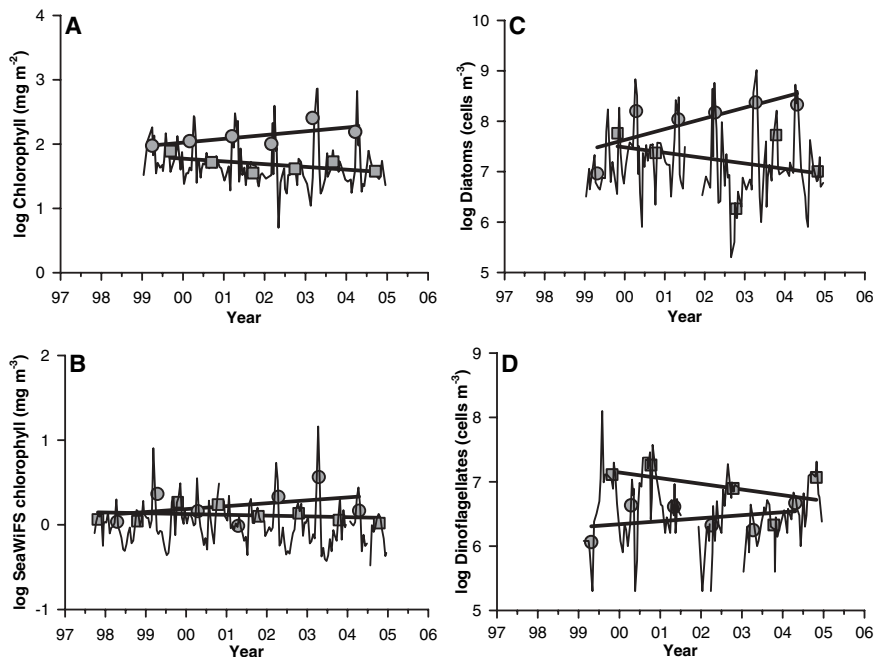 A
log Chlorophyll (mg m-2)
4
3
2
1
0
97 98 99 00 01 02 03 04 05 06
Year
C
log Diatoms (cells m-3)
10
9
8
7
6
5
97 98 99 00 01 02 03 04 05 06
Year
B
log SeaWiFS chlorophyll (mg m-3)
2
1
0
-1
97 98 99 00 01 02 03 04 05 06
Year
D
log Dinoflagellates (cells m-3)
9
8
7
6
5
97 98 99 00 01 02 03 04 05 06
Year